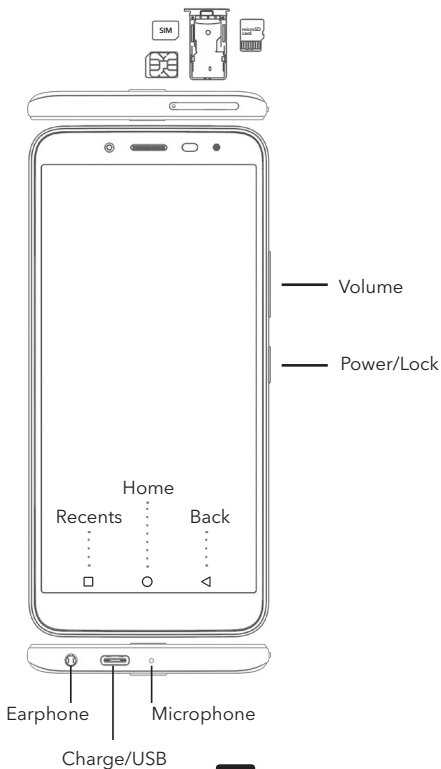 SIM
microSD
card
Volume
Power/Lock
Home
Recents
Back
Earphone
Microphone
Charge/USB